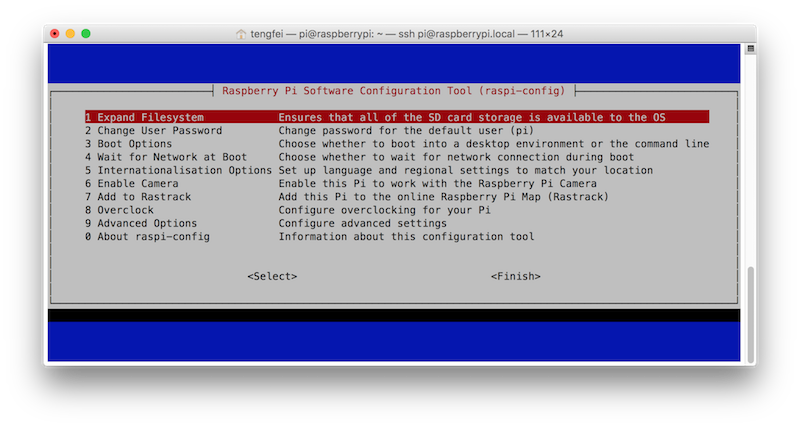 tengfei — pi@raspberrypi: ~ — ssh pi@raspberrypi.local — 111×24
Raspberry Pi Software Configuration Tool (raspi-config)
1 Expand Filesystem Ensures that all of the SD card storage is available to the OS
2 Change User Password Change password for the default user (pi)
3 Boot Options Choose whether to boot into a desktop environment or the command line
4 Wait for Network at Boot Choose whether to wait for network connection during boot
5 Internationalisation Options Set up language and regional settings to match your location
6 Enable Camera Enable this Pi to work with the Raspberry Pi Camera
7 Add to Rastrack Add this Pi to the online Raspberry Pi Map (Rastrack)
8 Overclock Configure overclocking for your Pi
9 Advanced Options Configure advanced settings
0 About raspi-config Information about this configuration tool
<Select> <Finish>